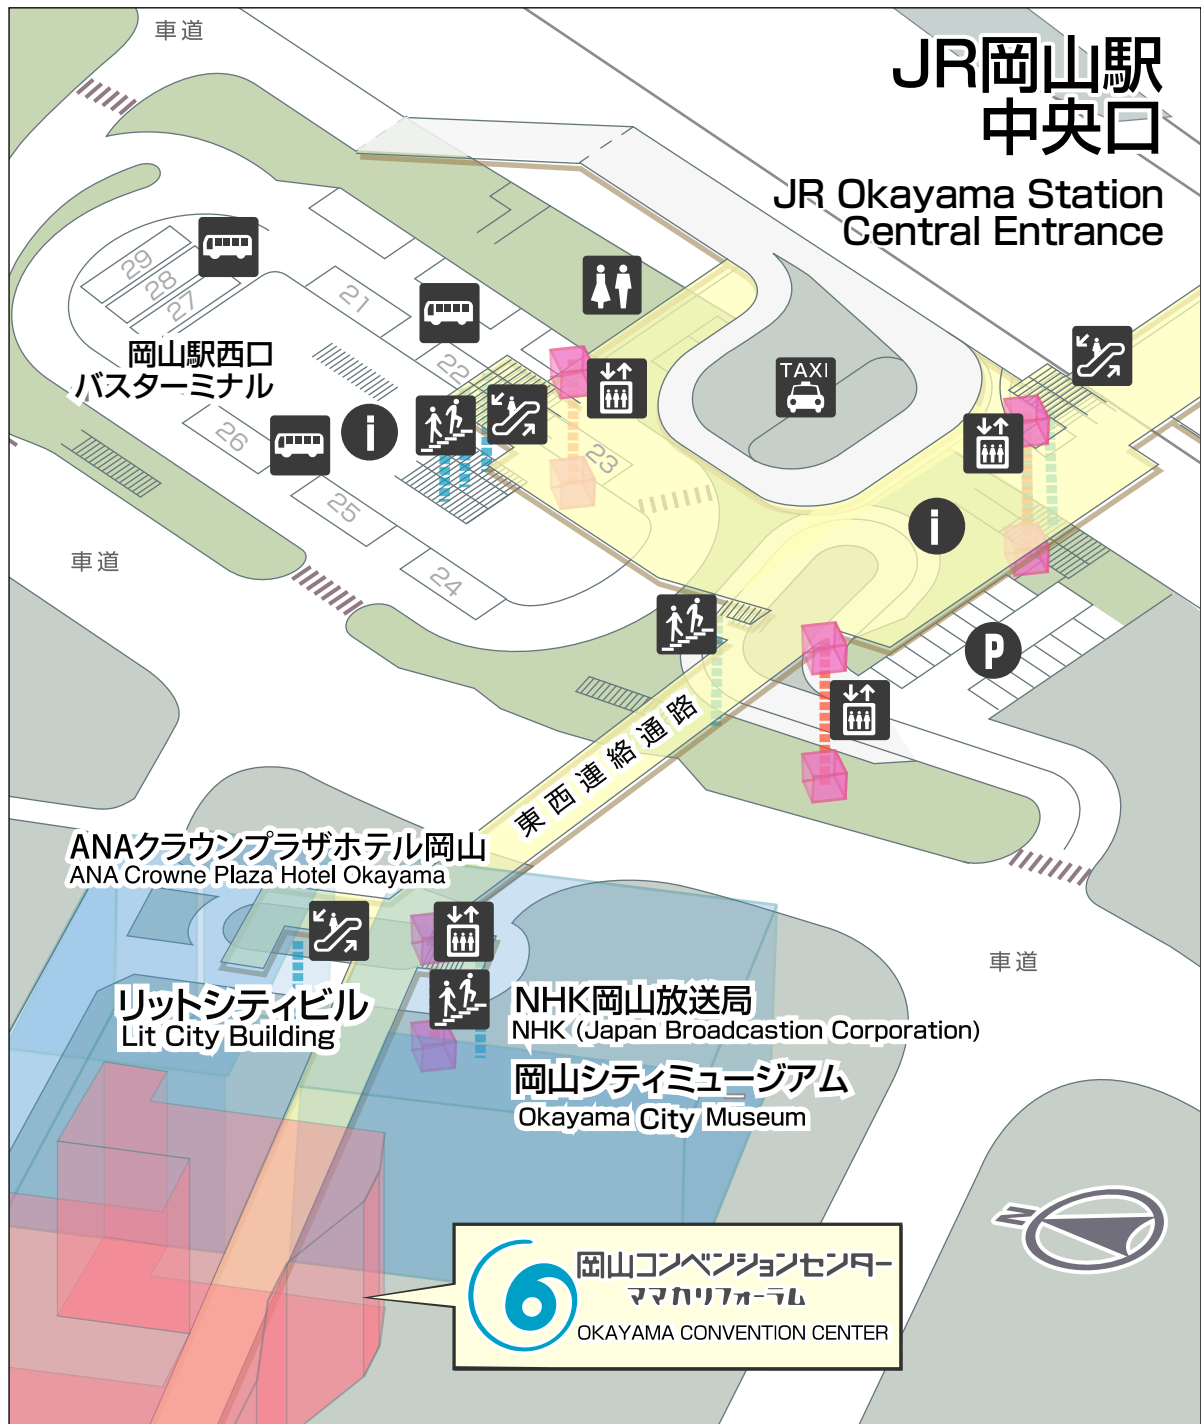 車道
JR岡山駅
中央口
JR Okayama Station
Central Entrance
29
28
27
21
22
岡山駅西口
バスターミナル
TAXI
26
i
23
25
i
車道
24
P
東西連絡通路
ANAクラウンプラザホテル岡山
ANA Crowne Plaza Hotel Okayama
車道
リットシティビル
Lit City Building
NHK岡山放送局
NHK (Japan Broadcastion Corporation)
岡山シティミュージアム
Okayama City Museum
N
岡山コンベンションセンター
ママカリフォーラム
OKAYAMA CONVENTION CENTER